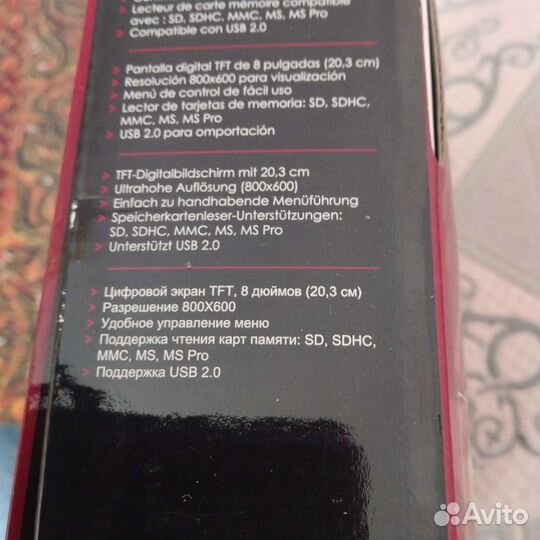 > Lecteur de carte mémoire compatible
avec : SD, SDHC, MMC, MS, MS Pro
> Compatible con USB 2.0
> Pantalla digital TFT de 8 pulgadas (20,3 cm)
> Resolución 800x600 para visualización
> Menú de control de fácil uso
> Lector de tarjetas de memoria: SD, SDHC,
MMC, MS, MS Pro
> USB 2.0 para omportación
> TFT-Digitalbildschirm mit 20,3 cm
> Ultrahohe Auflösung (800x600)
> Einfach zu handhabende Menüführung
> Speicherkartenleser-Unterstützungen:
SD, SDHC, MMC, MS, MS Pro
> Unterstützt USB 2.0
> Цифровой экран TFT, 8 дюймов (20,3 см)
> Разрешение 800X600
> Удобное управление меню
> Поддержка чтения карт памяти: SD, SDHC,
MMC, MS, MS Pro
> Поддержка USB 2.0
Avito